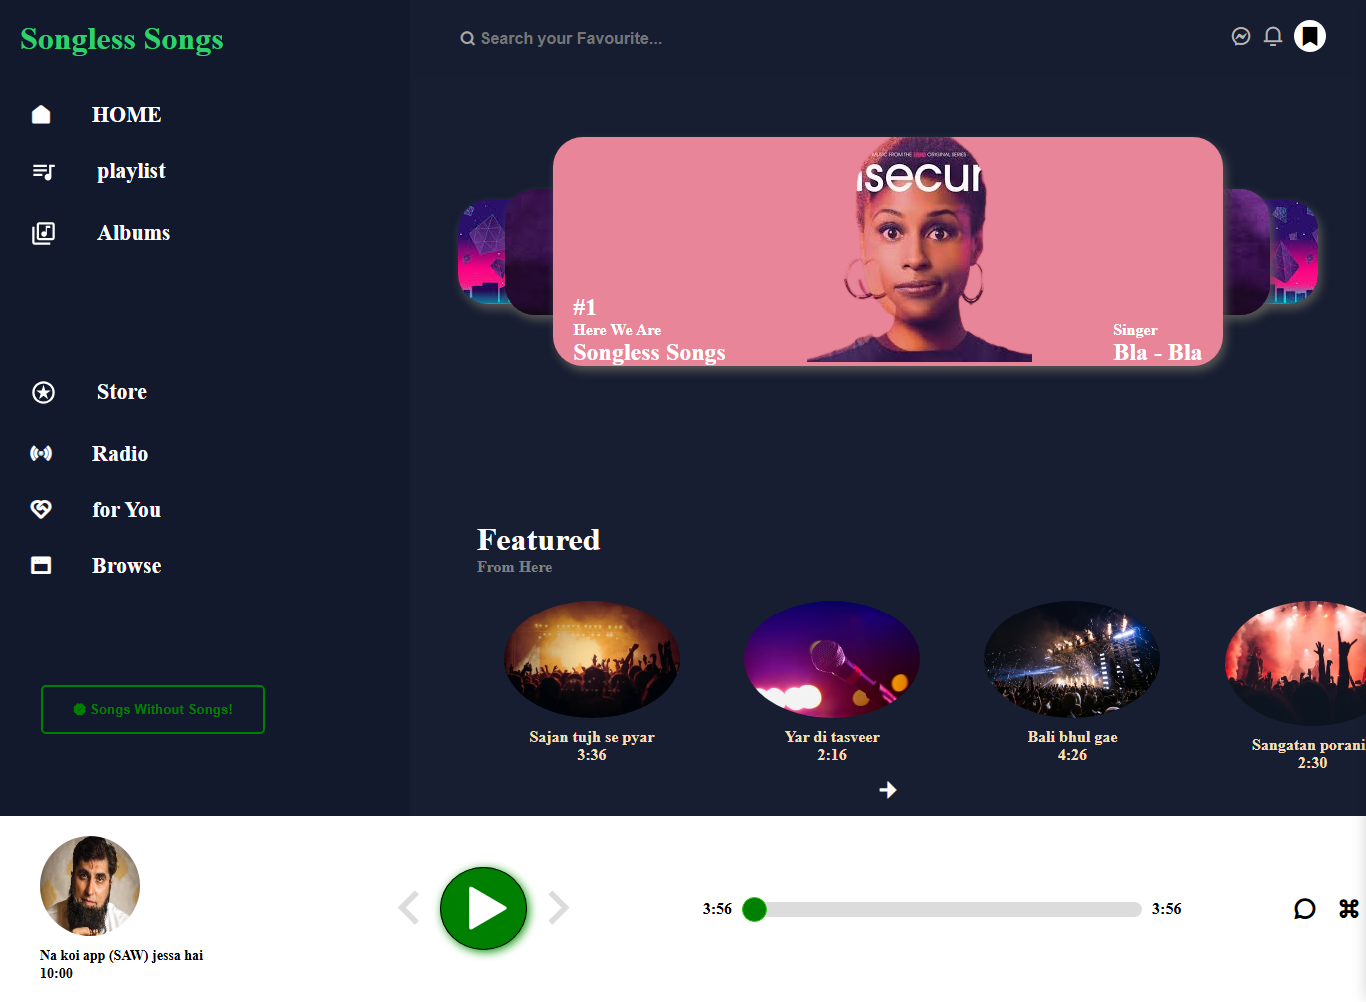 Songless Songs
Search your Favourite...
HOME
playlist
Albums
Store
Radio
for You
Browse
Songs Without Songs!
MUSIC FROM THE HBO ORIGINAL SERIES
isecur
#1
Here We Are
Songless Songs
Singer
Bla - Bla
Featured
From Here
Sajan tujh se pyar
3:36
Yar di tasveer
2:16
Bali bhul gae
4:26
Sangatan porani
2:30
Na koi app (SAW) jessa hai
10:00
3:56
3:56